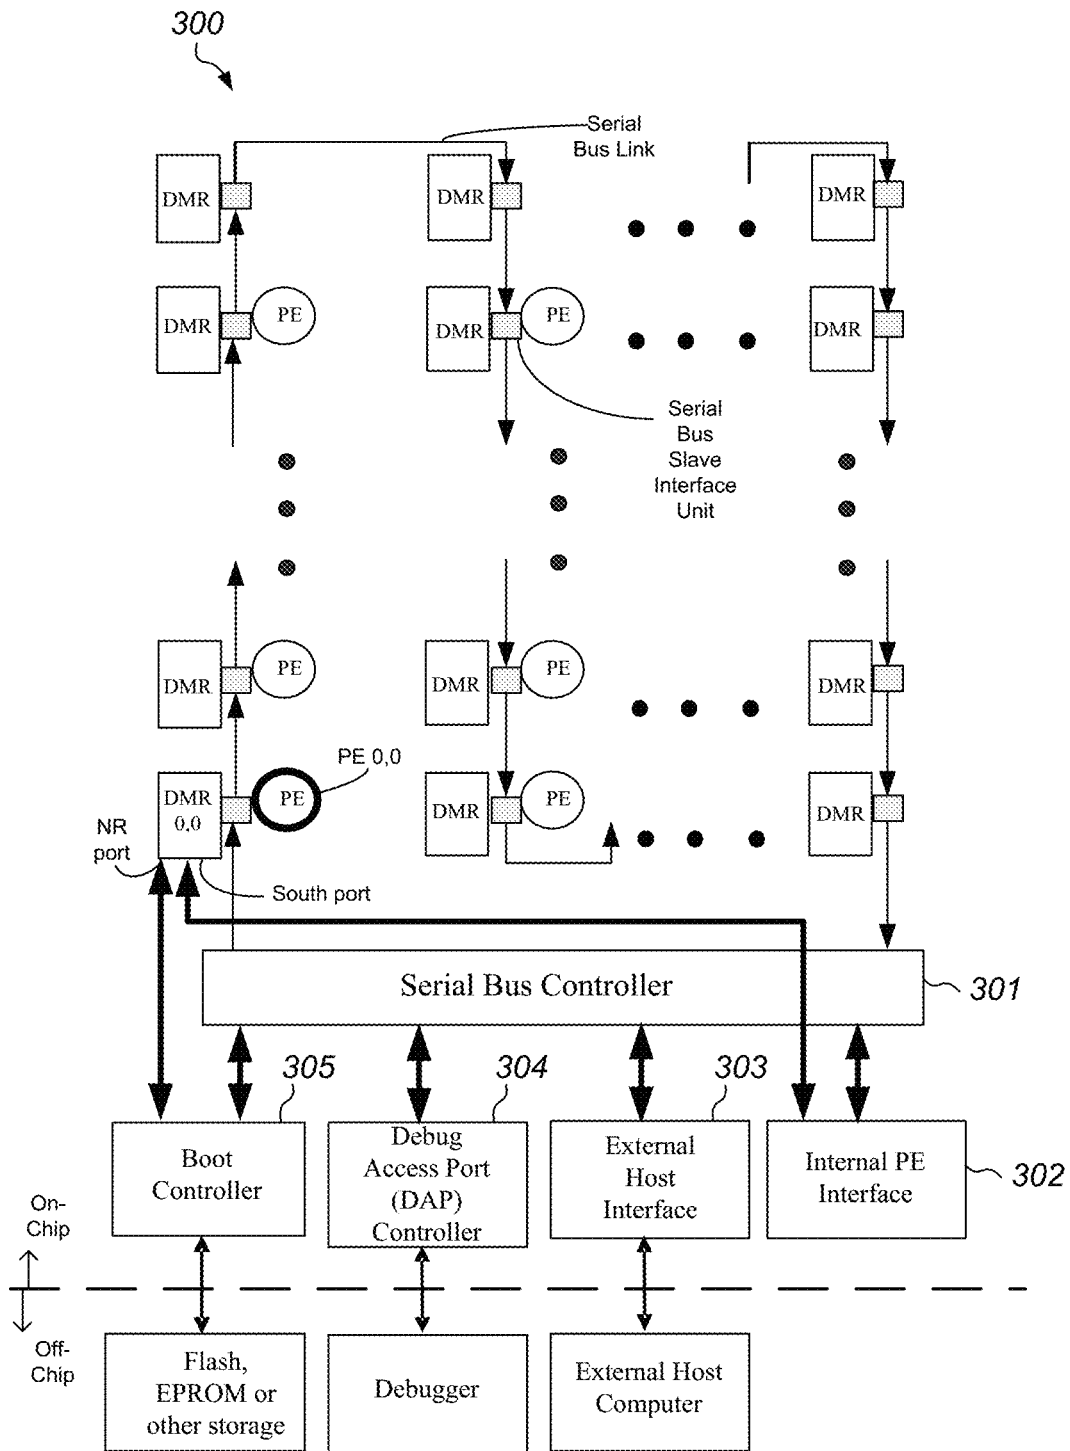 300
Serial
Bus Link
DMR
DMR
DMR
DMR
PE
DMR
PE
DMR
Serial
Bus
Slave
Interface
Unit
DMR
PE
DMR
PE
DMR
PE 0,0
DMR
0,0
PE
DMR
PE
DMR
NR
port
South port
Serial Bus Controller
301
305
304
303
302
Boot
Controller
Debug
Access Port
(DAP)
Controller
External
Host
Interface
Internal PE
Interface
On-
Chip
Off-
Chip
Flash,
EPROM or
other storage
Debugger
External Host
Computer